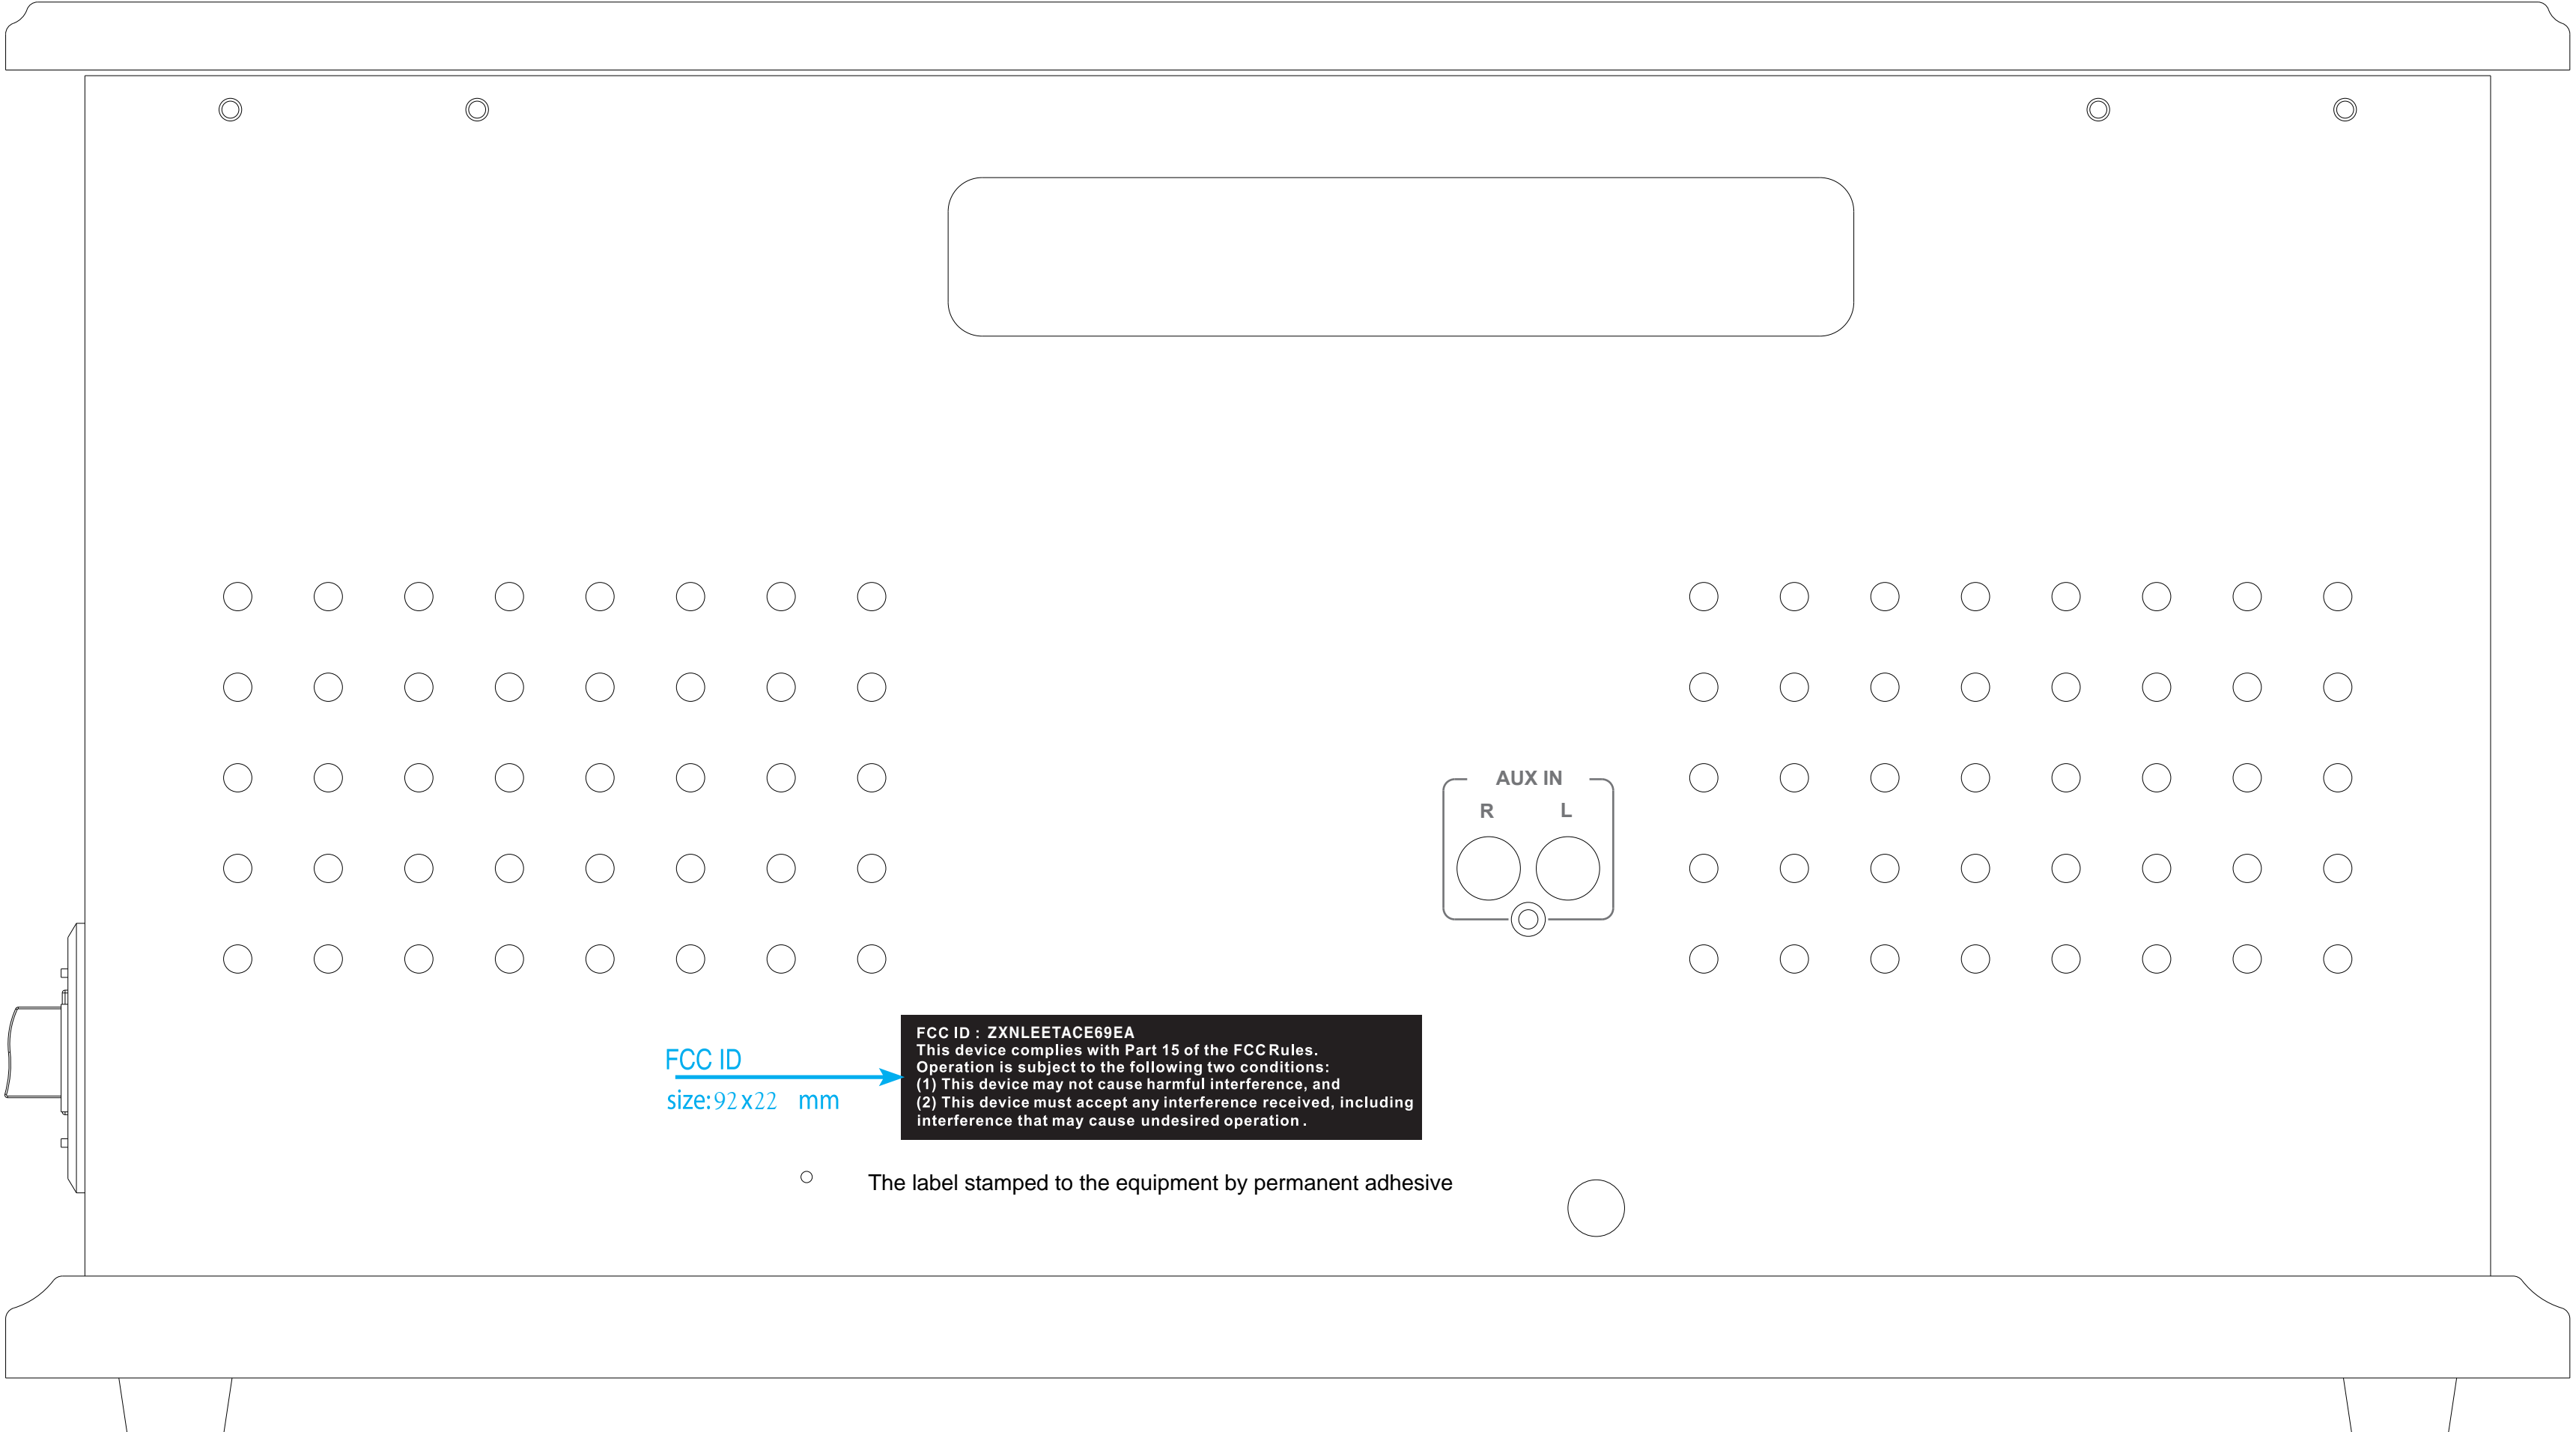 AUX IN
R L
FCC ID
size:92x22 mm
FCC ID : ZXNLEETACE69EA
This device complies with Part 15 of the FCC Rules.
Operation is subject to the following two conditions:
(1) This device may not cause harmful interference, and
(2) This device must accept any interference received, including
interference that may cause undesired operation .
The label stamped to the equipment by permanent adhesive